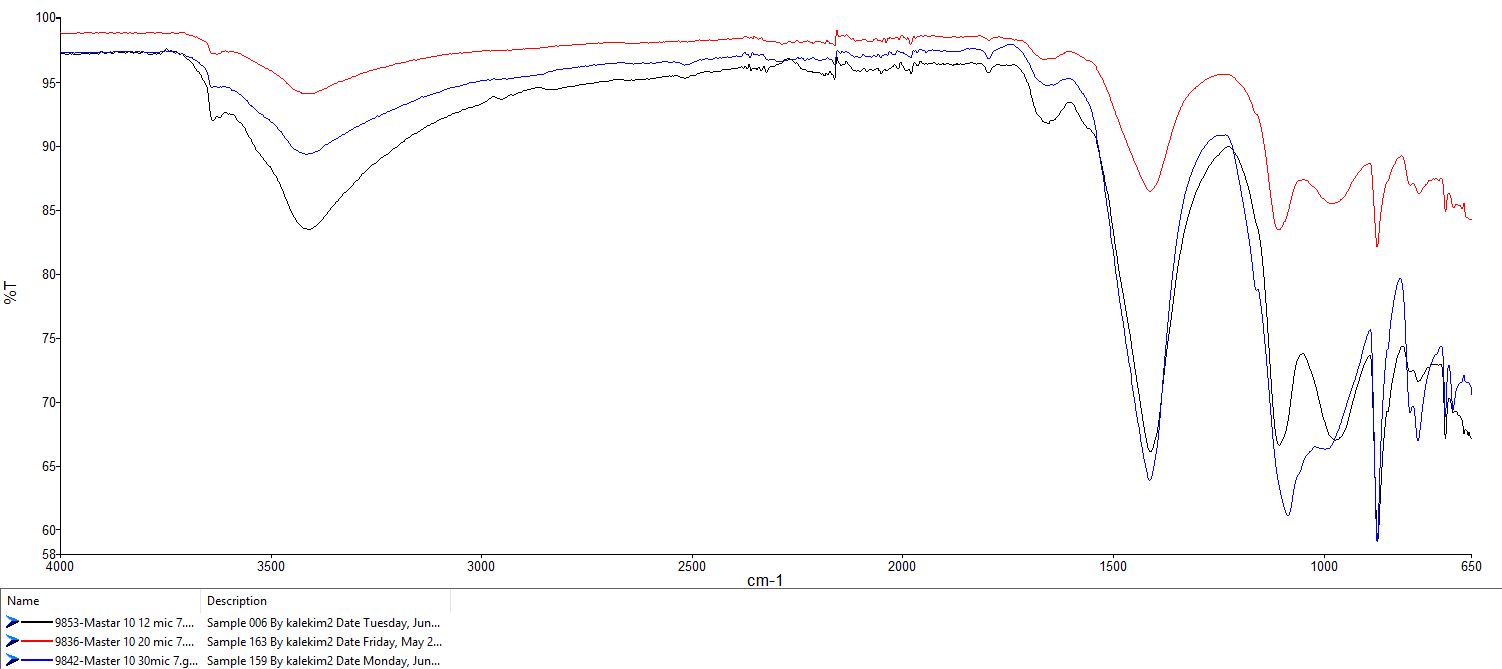 100
95
90
85
80
75
70
65
60
58
%T
4000 3500 3000 2500 2000 1500 1000 650
cm-1
Name Description
9853-Mastar 10 12 mic 7.... Sample 006 By kalekim2 Date Tuesday, Jun...
9836-Master 10 20 mic 7.... Sample 163 By kalekim2 Date Friday, May 2...
9842-Master 10 30mic 7.g... Sample 159 By kalekim2 Date Monday, Jun...